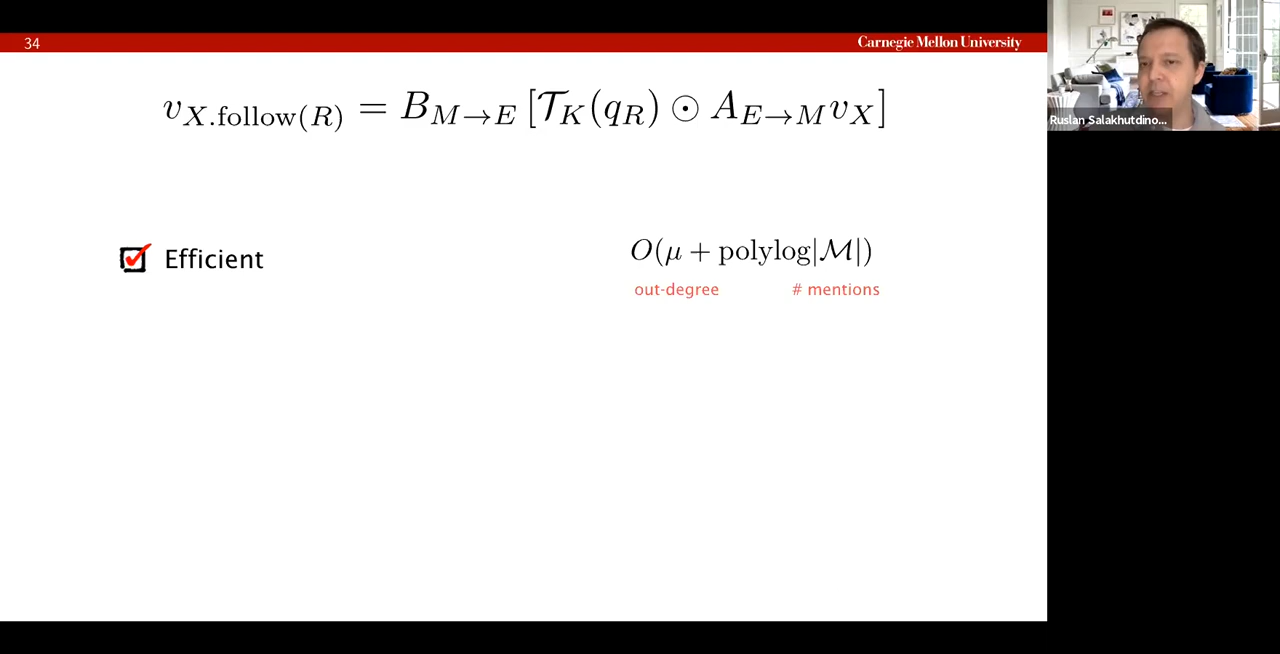 34
Carnegie Mellon University
v_{X.follow(R)} = B_{M→E} [𝒯_K(q_R) ⊙ A_{E→M} v_X]
Efficient
O(μ + polylog|ℳ|)
out-degree # mentions
Ruslan Salakhutdino...